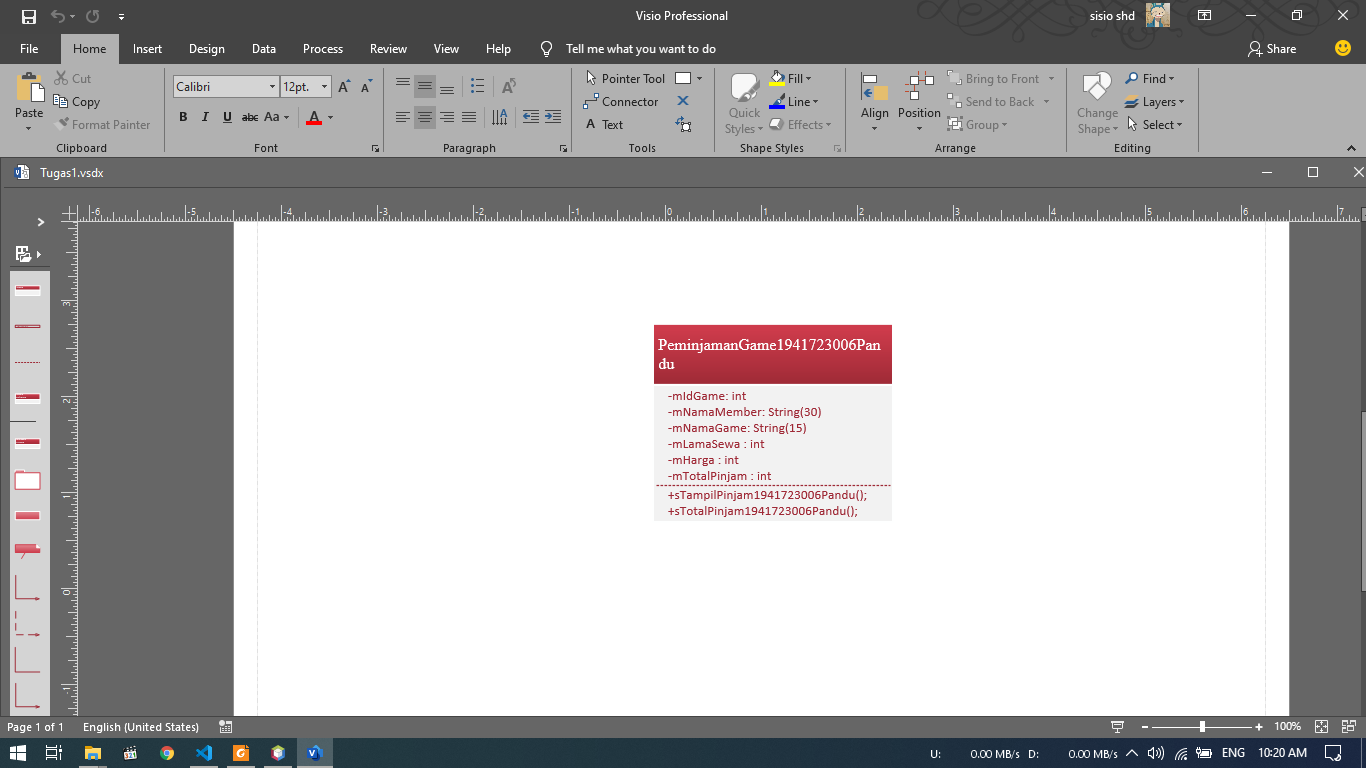 Visio Professional
sisio shd
File Home Insert Design Data Process Review View Help Tell me what you want to do Share
Paste
Cut
Copy
Format Painter
Clipboard
Calibri 12pt. A A
B I U abc Aa A
Font
A
Paragraph
Pointer Tool
Connector
A Text
Tools
Quick Styles
Fill
Line
Effects
Shape Styles
Align
Position
Bring to Front
Send to Back
Group
Arrange
Change Shape
Find
Layers
Select
Editing
Tugas1.vsdx
-6 -5 -4 -3 -2 -1 0 1 2 3 4 5 6 7
3
2
1
0
-1
PeminjamanGame1941723006Pan
du
-mIdGame: int
-mNamaMember: String(30)
-mNamaGame: String(15)
-mLamaSewa : int
-mHarga : int
-mTotalPinjam : int
+sTampilPinjam1941723006Pandu();
+sTotalPinjam1941723006Pandu();
Page 1 of 1 English (United States) 100%
U: 0.00 MB/s D: 0.00 MB/s ENG 10:20 AM